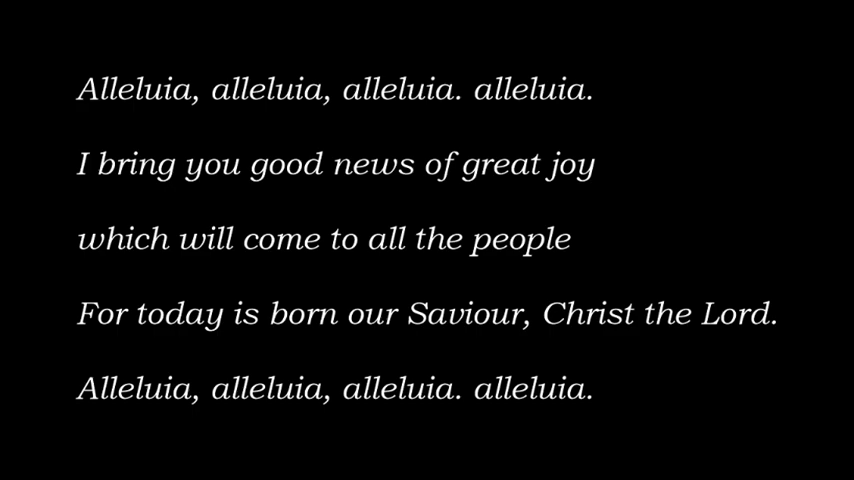 Alleluia, alleluia, alleluia. alleluia.
I bring you good news of great joy
which will come to all the people
For today is born our Saviour, Christ the Lord.
Alleluia, alleluia, alleluia. alleluia.